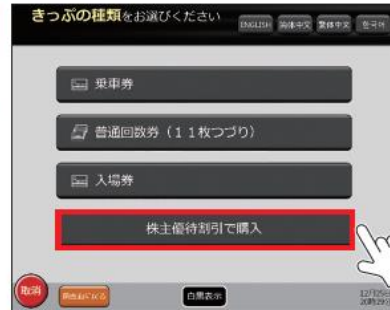 きっぷの種類をお選びください
ENGLISH 简体中文 繁体中文 한국어
乗車券
普通回数券（11枚つづり）
入場券
株主優待割引で購入
取消
白黒表示